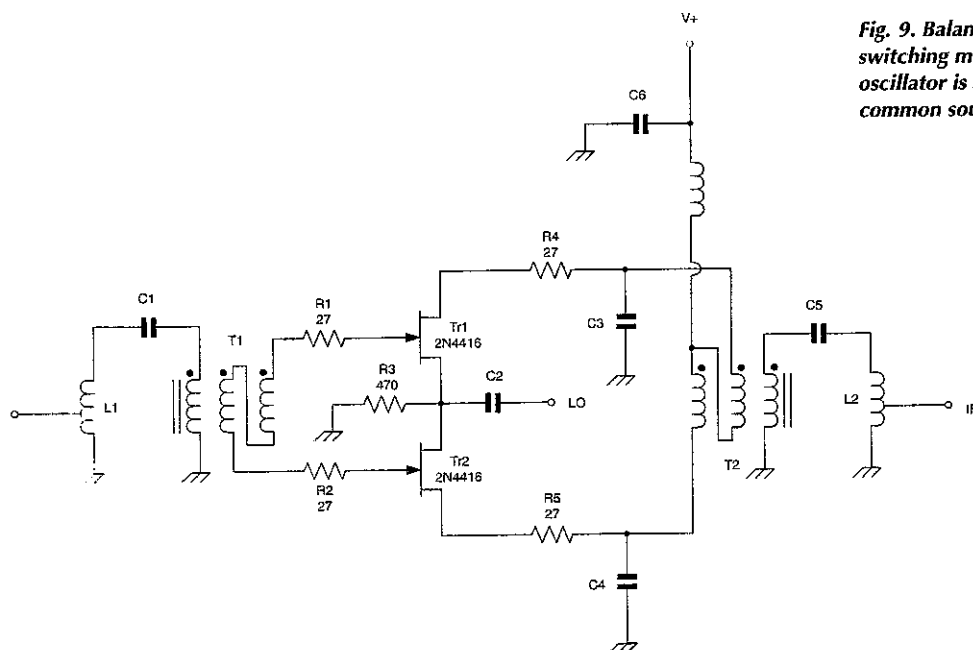 V+
Fig. 9. Balan
switching m
oscillator is
common sou
C6
R4
27
C1
R1
27
C3
C5
T1
Tr1
2N4416
R3
470
C2
LO
L1
L2
IF
Tr2
2N4416
T2
R2
27
R5
27
C4